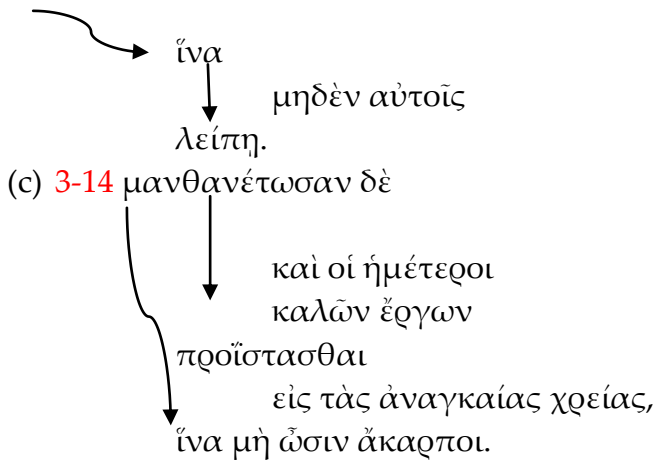 ἵνα
μηδὲν αὐτοῖς
λείπῃ.
(c) 3-14 μανθανέτωσαν δὲ
καὶ οἱ ἡμέτεροι
καλῶν ἔργων
προΐστασθαι
εἰς τὰς ἀναγκαίας χρείας,
ἵνα μὴ ὦσιν ἄκαρποι.